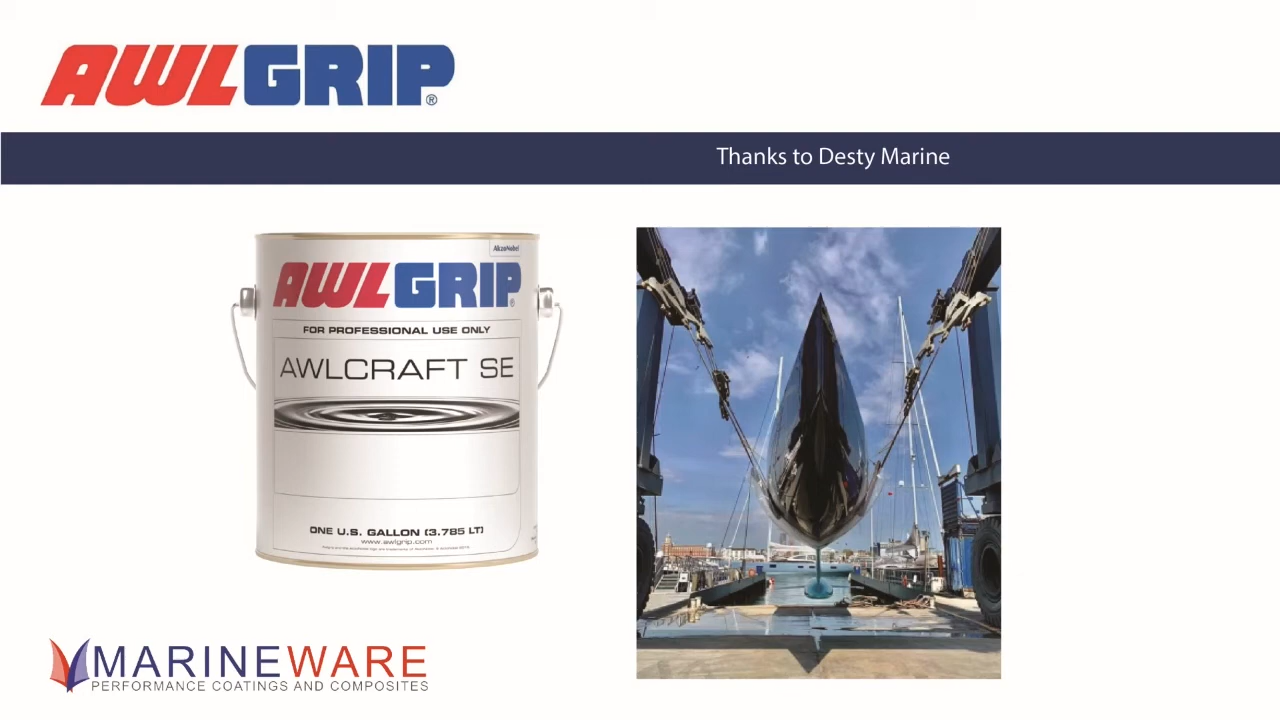 AWLGRIP®
Thanks to Desty Marine
AkzoNobel
AWLGRIP®
FOR PROFESSIONAL USE ONLY
AWLCRAFT SE
ONE U.S. GALLON (3.785 LT)
www.awlgrip.com
MARINEWARE
PERFORMANCE COATINGS AND COMPOSITES